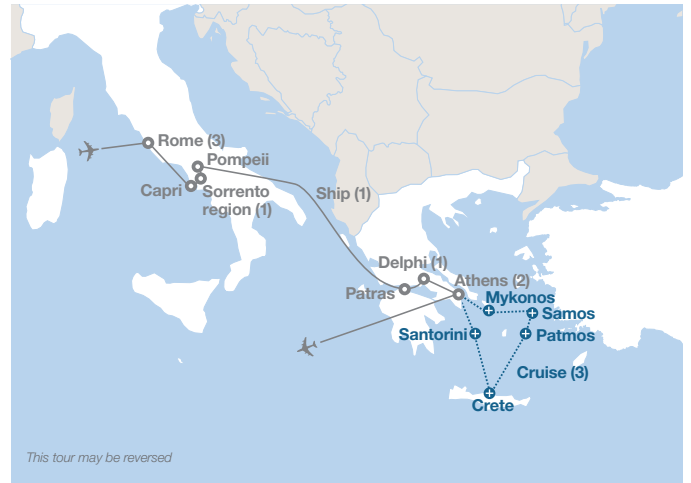 Rome (3)
Pompeii
Capri
Sorrento
region (1)
Ship (1)
Delphi (1)
Patras
Athens (2)
Mykonos
Samos
Santorini
Patmos
Cruise (3)
Crete
This tour may be reversed